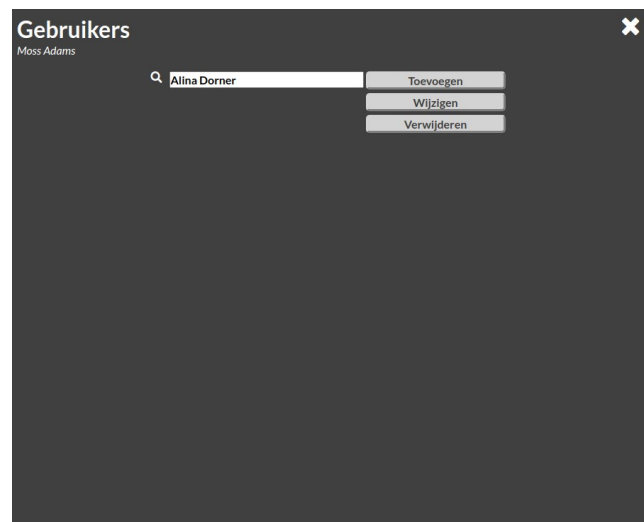 Gebruikers
Moss Adams
Alina Dorner
Toevoegen
Wijzigen
Verwijderen